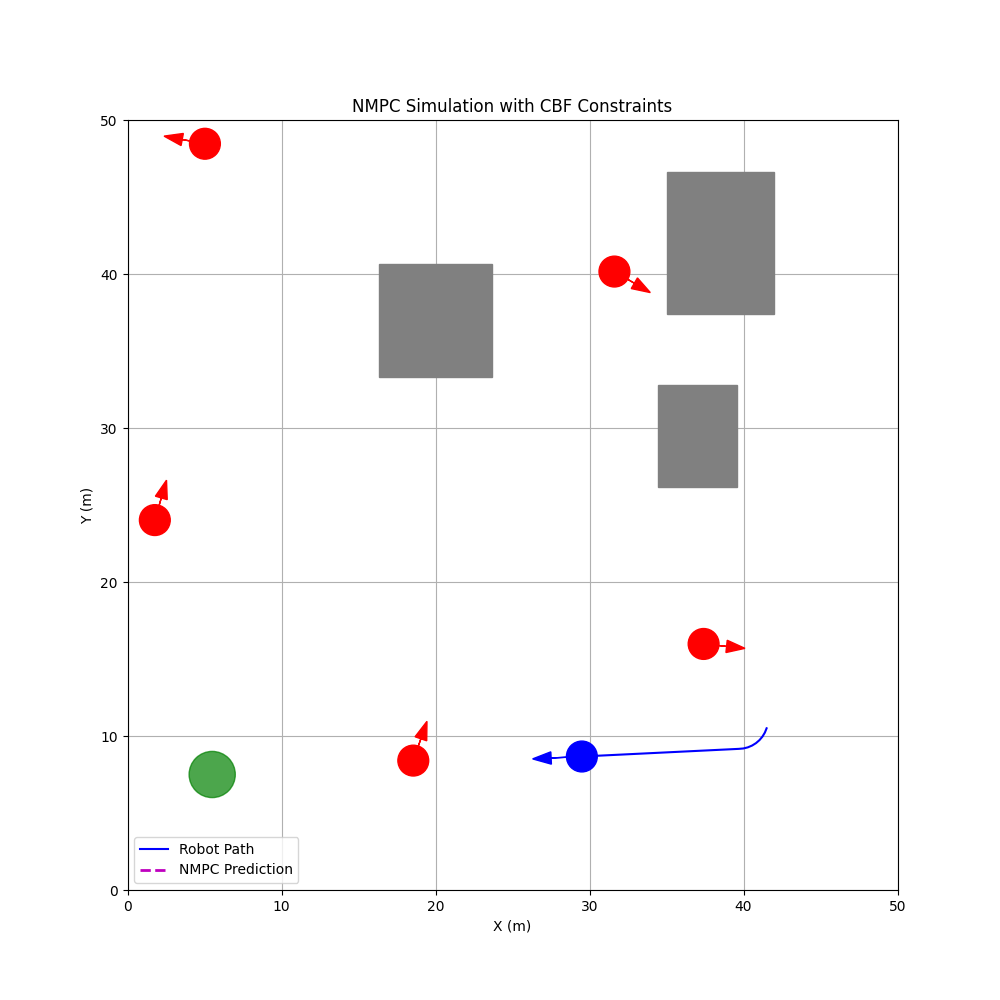 NMPC Simulation with CBF Constraints
50
40
30
20
10
0
Y (m)
Robot Path
NMPC Prediction
0 10 20 30 40 50
X (m)